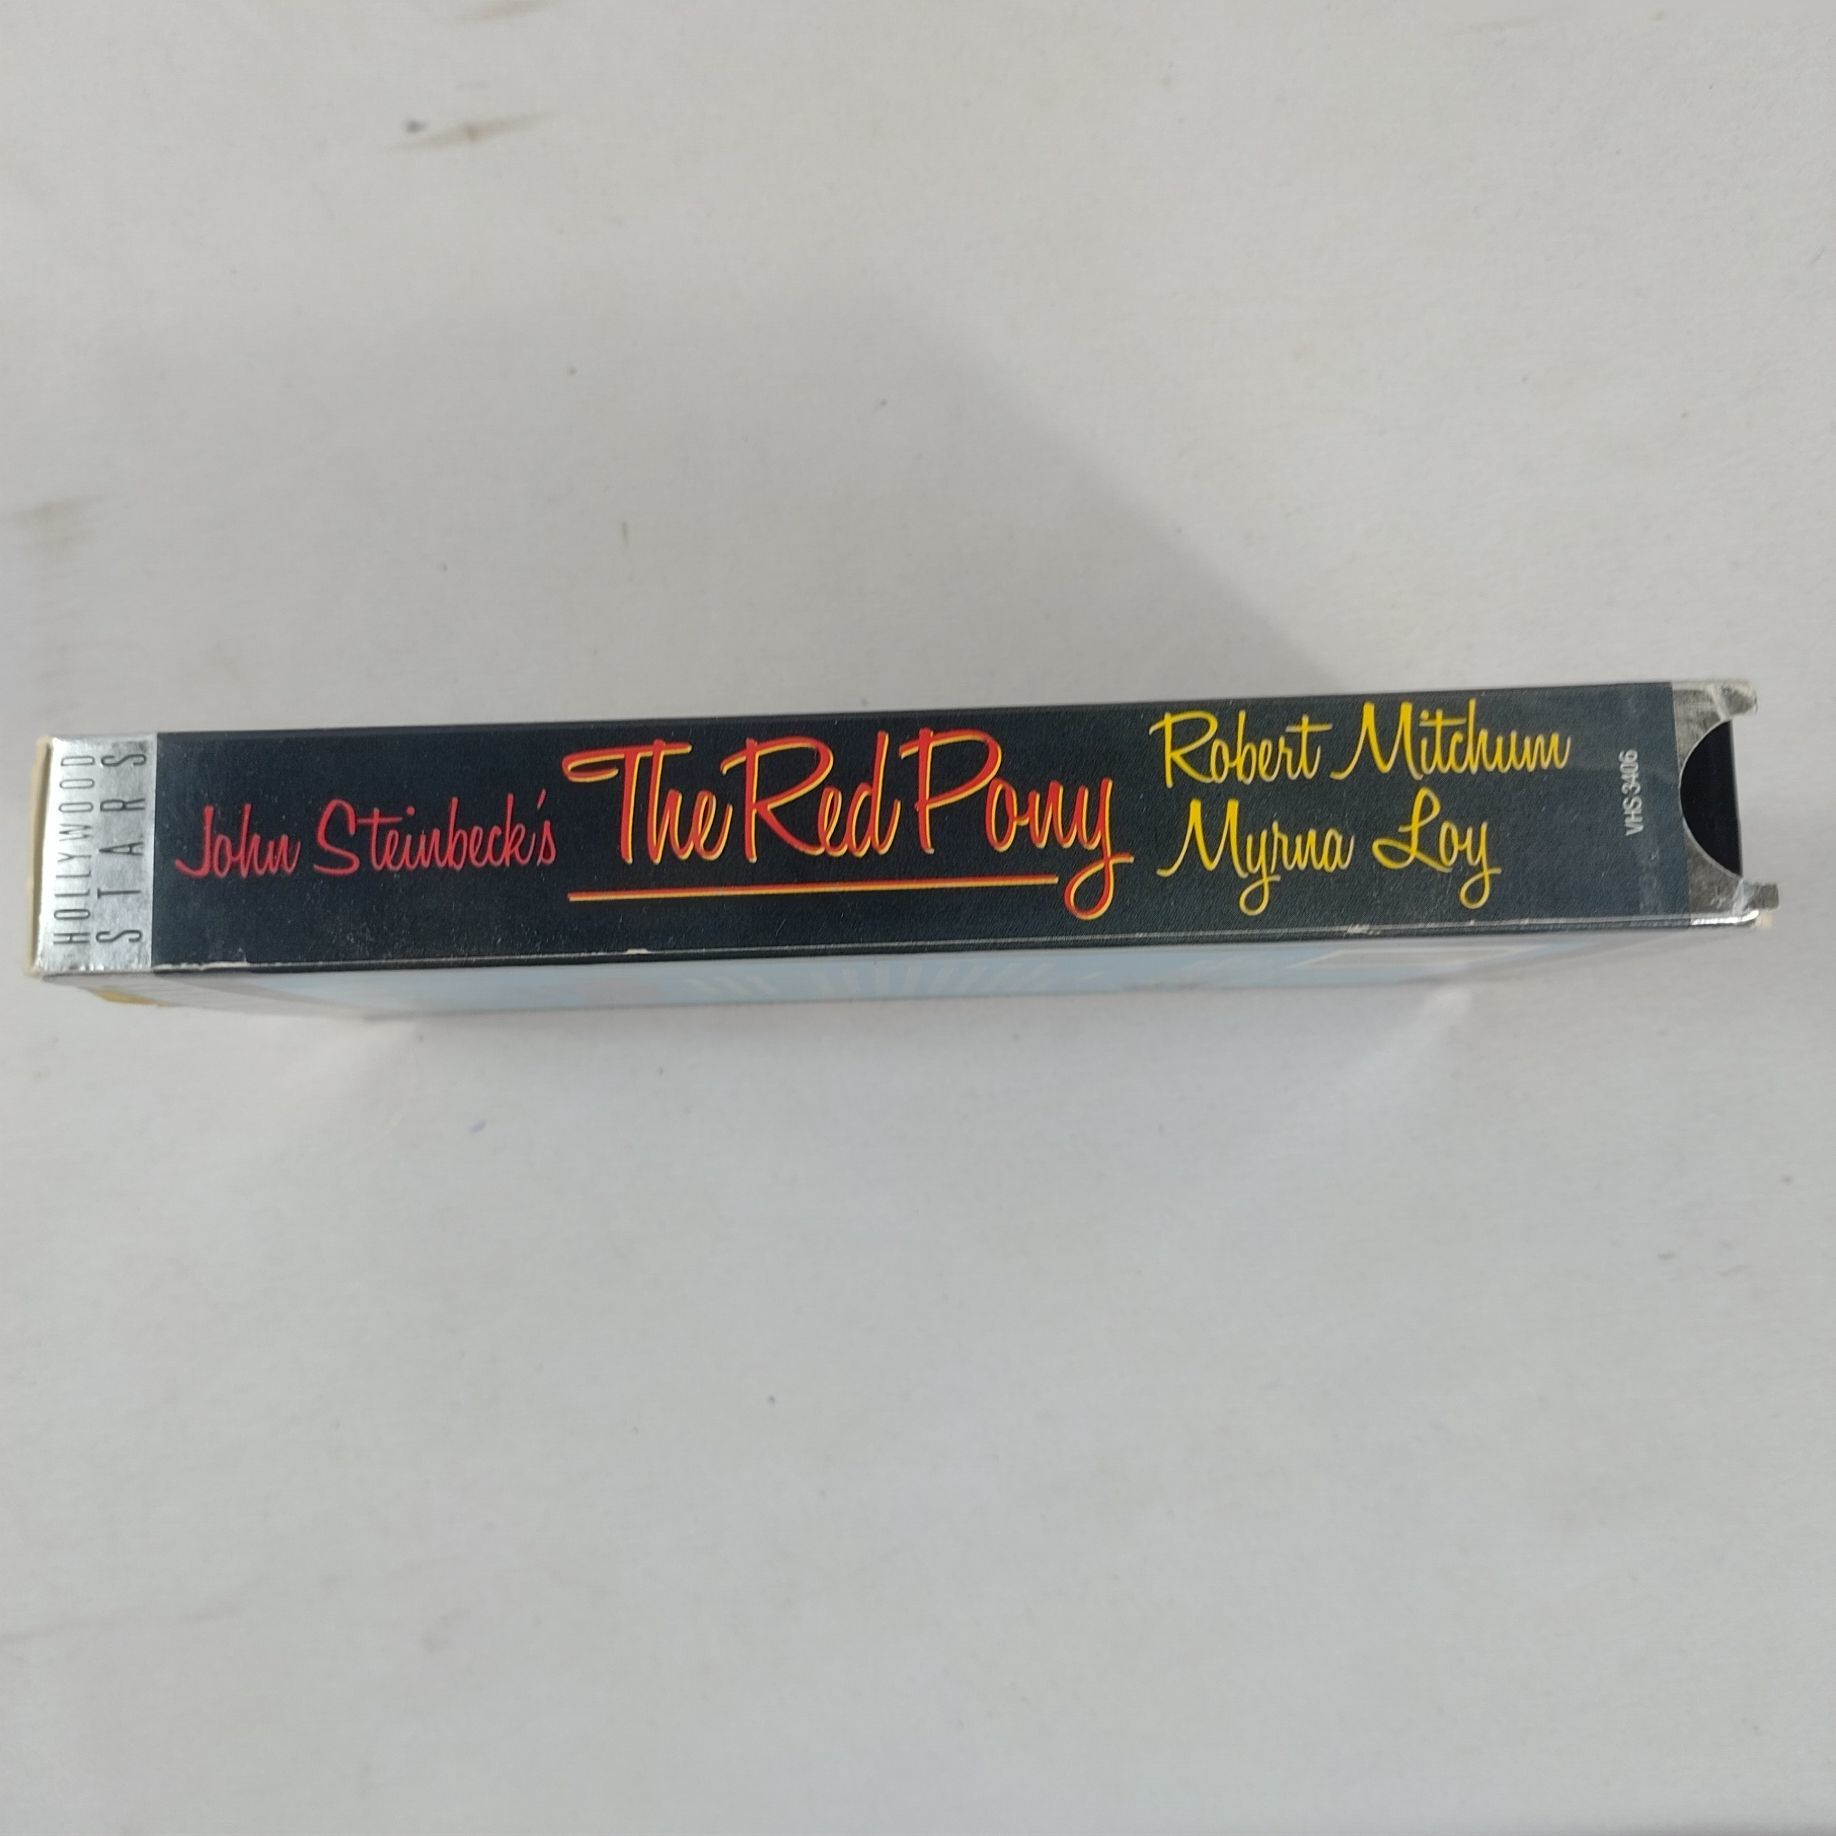 HOLLYWOOD
STARS
John Steinbeck's
The Red Pony
Robert Mitchum
Myrna Loy
VHS 3406